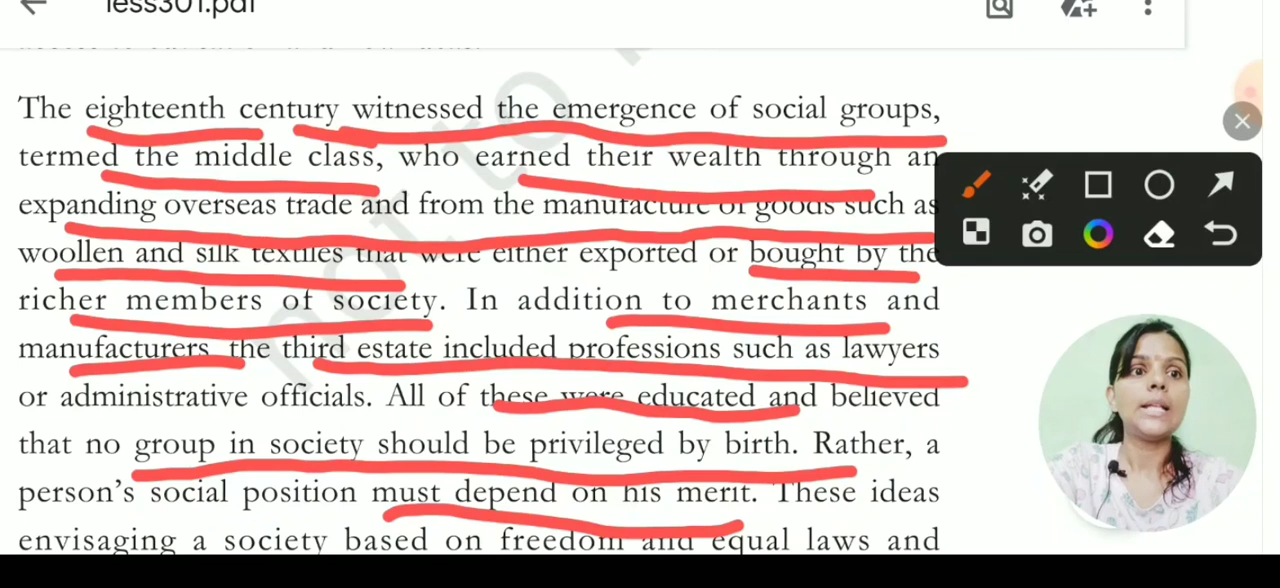 less301.pdf
The eighteenth century witnessed the emergence of social groups,
termed the middle class, who earned their wealth through an
expanding overseas trade and from the manufacture of goods such as
woollen and silk textiles that were either exported or bought by the
richer members of society. In addition to merchants and
manufacturers, the third estate included professions such as lawyers
or administrative officials. All of these were educated and believed
that no group in society should be privileged by birth. Rather, a
person's social position must depend on his merit. These ideas
envisaging a society based on freedom and equal laws and
not to